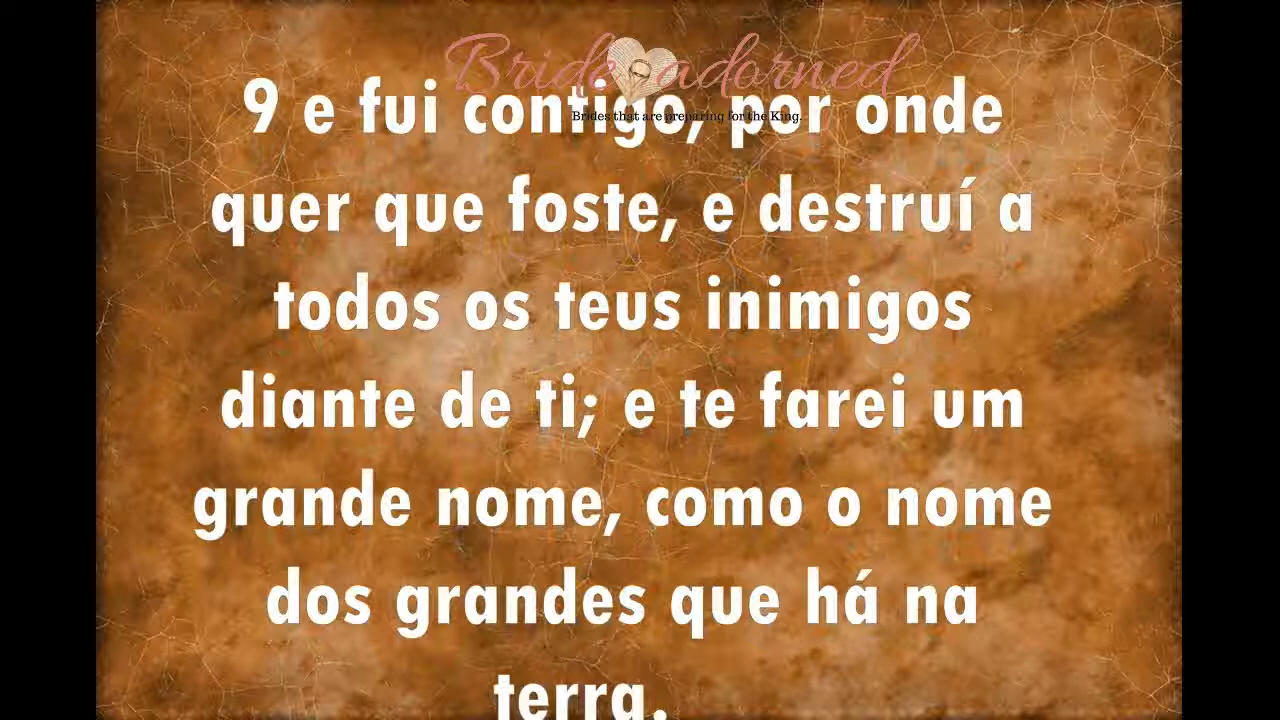 Bride adorned
9 e fui contigo, por onde
Brides that are preparing for the King.
quer que foste, e destruí a
todos os teus inimigos
diante de ti; e te farei um
grande nome, como o nome
dos grandes que há na
terra.